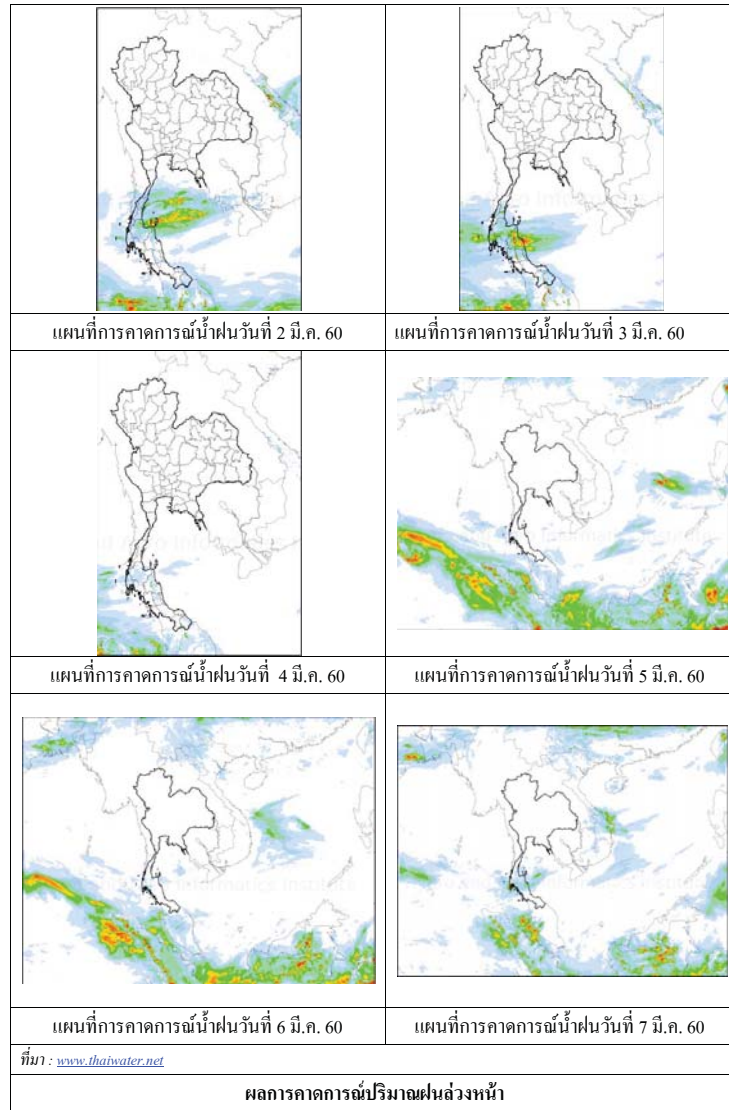 แผนที่การคาดการณ์น้ำฝนวันที่ 2 มี.ค. 60
แผนที่การคาดการณ์น้ำฝนวันที่ 3 มี.ค. 60
แผนที่การคาดการณ์น้ำฝนวันที่ 4 มี.ค. 60
แผนที่การคาดการณ์น้ำฝนวันที่ 5 มี.ค. 60
แผนที่การคาดการณ์น้ำฝนวันที่ 6 มี.ค. 60
แผนที่การคาดการณ์น้ำฝนวันที่ 7 มี.ค. 60
ที่มา : www.thaiwater.net
ผลการคาดการณ์ปริมาณฝนล่วงหน้า